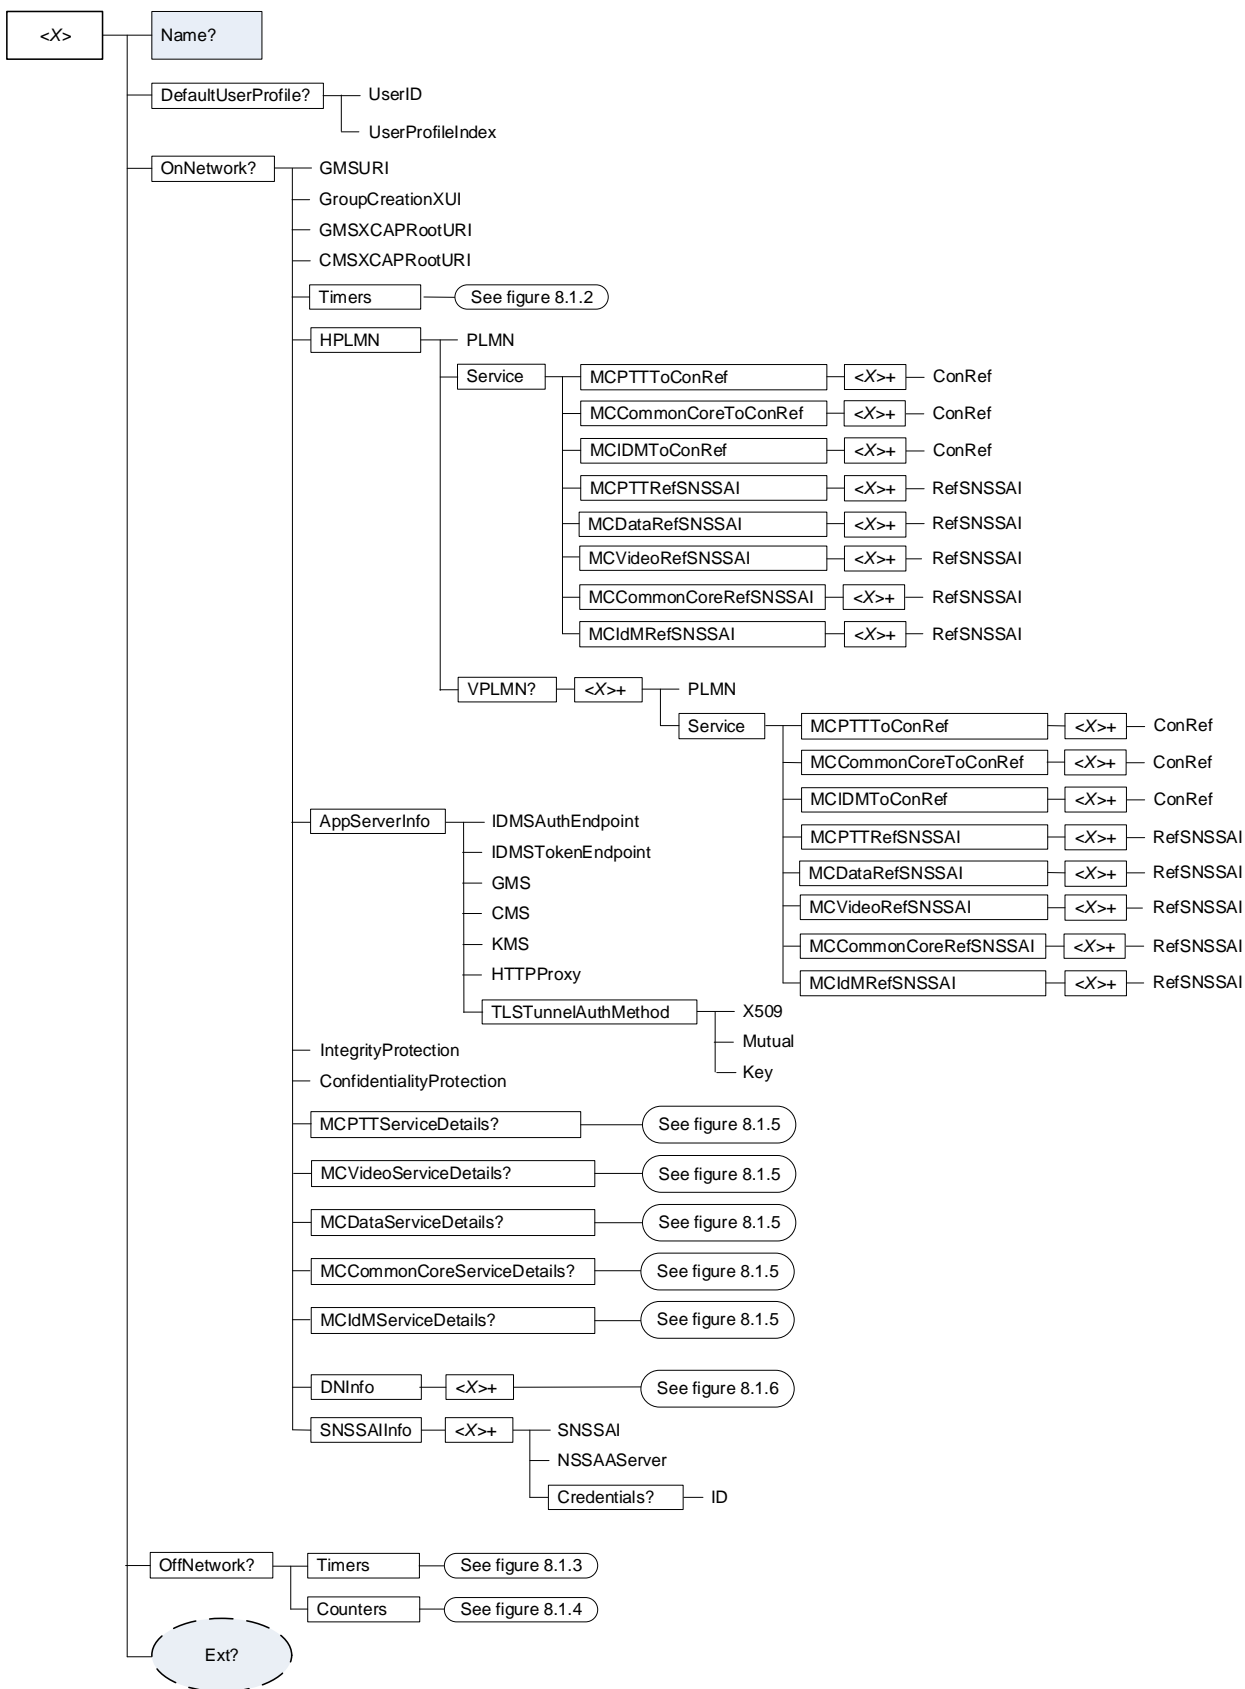 <X> Name?
DefaultUserProfile? UserID
UserProfileIndex
OnNetwork? GMSURI
GroupCreationXUI
GMSXCAPRootURI
CMSXCAPRootURI
Timers See figure 8.1.2
HPLMN PLMN
Service MCPTTToConRef <X>+ ConRef
MCCommonCoreToConRef <X>+ ConRef
MCIDMToConRef <X>+ ConRef
MCPTTRefSNSSAI <X>+ RefSNSSAI
MCDataRefSNSSAI <X>+ RefSNSSAI
MCVideoRefSNSSAI <X>+ RefSNSSAI
MCCommonCoreRefSNSSAI <X>+ RefSNSSAI
MCIdMRefSNSSAI <X>+ RefSNSSAI
VPLMN? <X>+ PLMN
Service MCPTTToConRef <X>+ ConRef
MCCommonCoreToConRef <X>+ ConRef
MCIDMToConRef <X>+ ConRef
MCPTTRefSNSSAI <X>+ RefSNSSAI
MCDataRefSNSSAI <X>+ RefSNSSAI
MCVideoRefSNSSAI <X>+ RefSNSSAI
MCCommonCoreRefSNSSAI <X>+ RefSNSSAI
MCIdMRefSNSSAI <X>+ RefSNSSAI
AppServerInfo IDMSAuthEndpoint
IDMSTokenEndpoint
GMS
CMS
KMS
HTTPProxy
TLSTunnelAuthMethod X509
Mutual
Key
IntegrityProtection
ConfidentialityProtection
MCPTTServiceDetails? See figure 8.1.5
MCVideoServiceDetails? See figure 8.1.5
MCDataServiceDetails? See figure 8.1.5
MCCommonCoreServiceDetails? See figure 8.1.5
MCIdMServiceDetails? See figure 8.1.5
DNInfo <X>+ See figure 8.1.6
SNSSAIInfo <X>+ SNSSAI
NSSAAServer
Credentials? ID
OffNetwork? Timers See figure 8.1.3
Counters See figure 8.1.4
Ext?